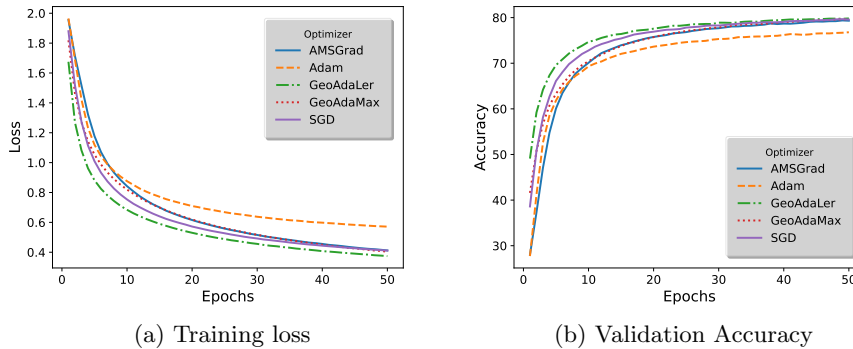 2.0
1.8
1.6
1.4
1.2
1.0
0.8
0.6
0.4
Loss
0 10 20 30 40 50
Epochs
Optimizer
AMSGrad
Adam
GeoAdaLer
GeoAdaMax
SGD
(a) Training loss
80
70
60
50
40
30
Accuracy
0 10 20 30 40 50
Epochs
Optimizer
AMSGrad
Adam
GeoAdaLer
GeoAdaMax
SGD
(b) Validation Accuracy